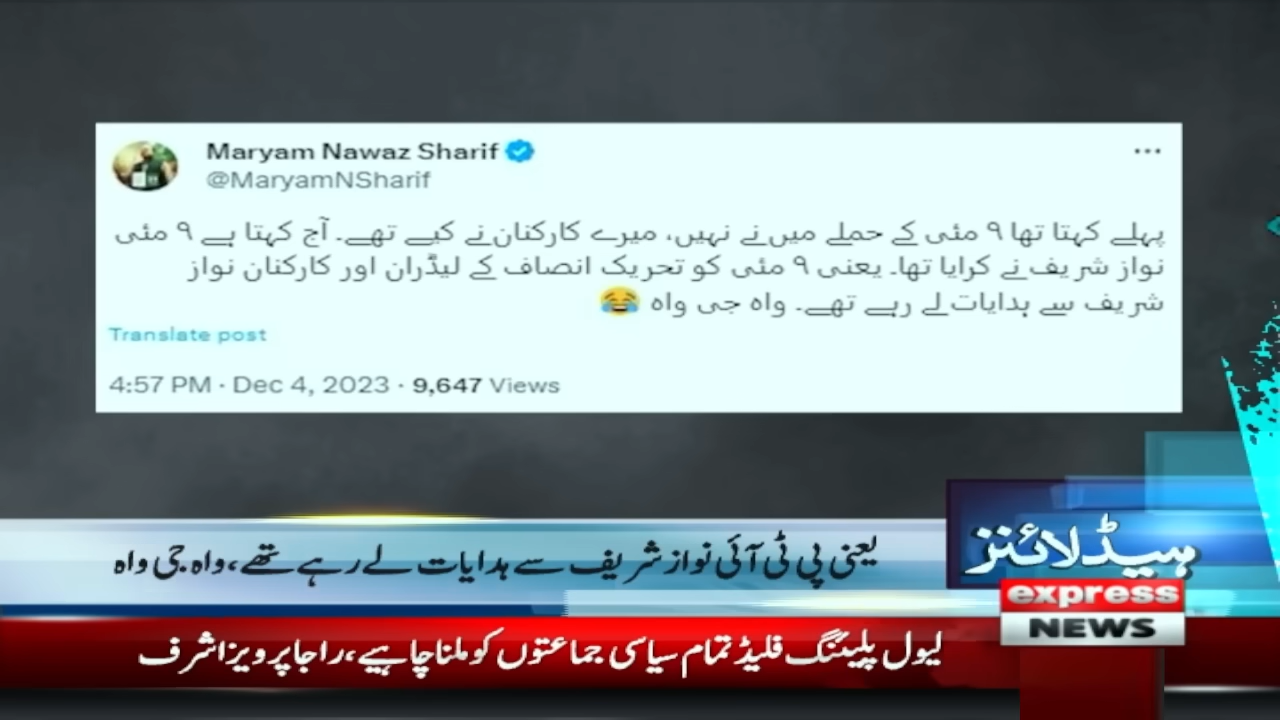 Maryam Nawaz Sharif
@MaryamNSharif
پہلے کہتا تھا ۹ مئی کے حملے میں نے نہیں، میرے کارکنان نے کیے تھے۔ آج کہتا ہے ۹ مئی
نواز شریف نے کرایا تھا۔ یعنی ۹ مئی کو تحریک انصاف کے لیڈران اور کارکنان نواز
شریف سے ہدایات لے رہے تھے۔ واہ جی واہ 😂
Translate post
4:57 PM · Dec 4, 2023 · 9,647 Views
یعنی پی ٹی آئی نواز شریف سے ہدایات لے رہے تھے، واہ جی واہ
ہیڈلائنز
express
NEWS
لیول پلیئنگ فلیڈ تمام سیاسی جماعتوں کو ملنا چاہیے، راجا پرویز اشرف